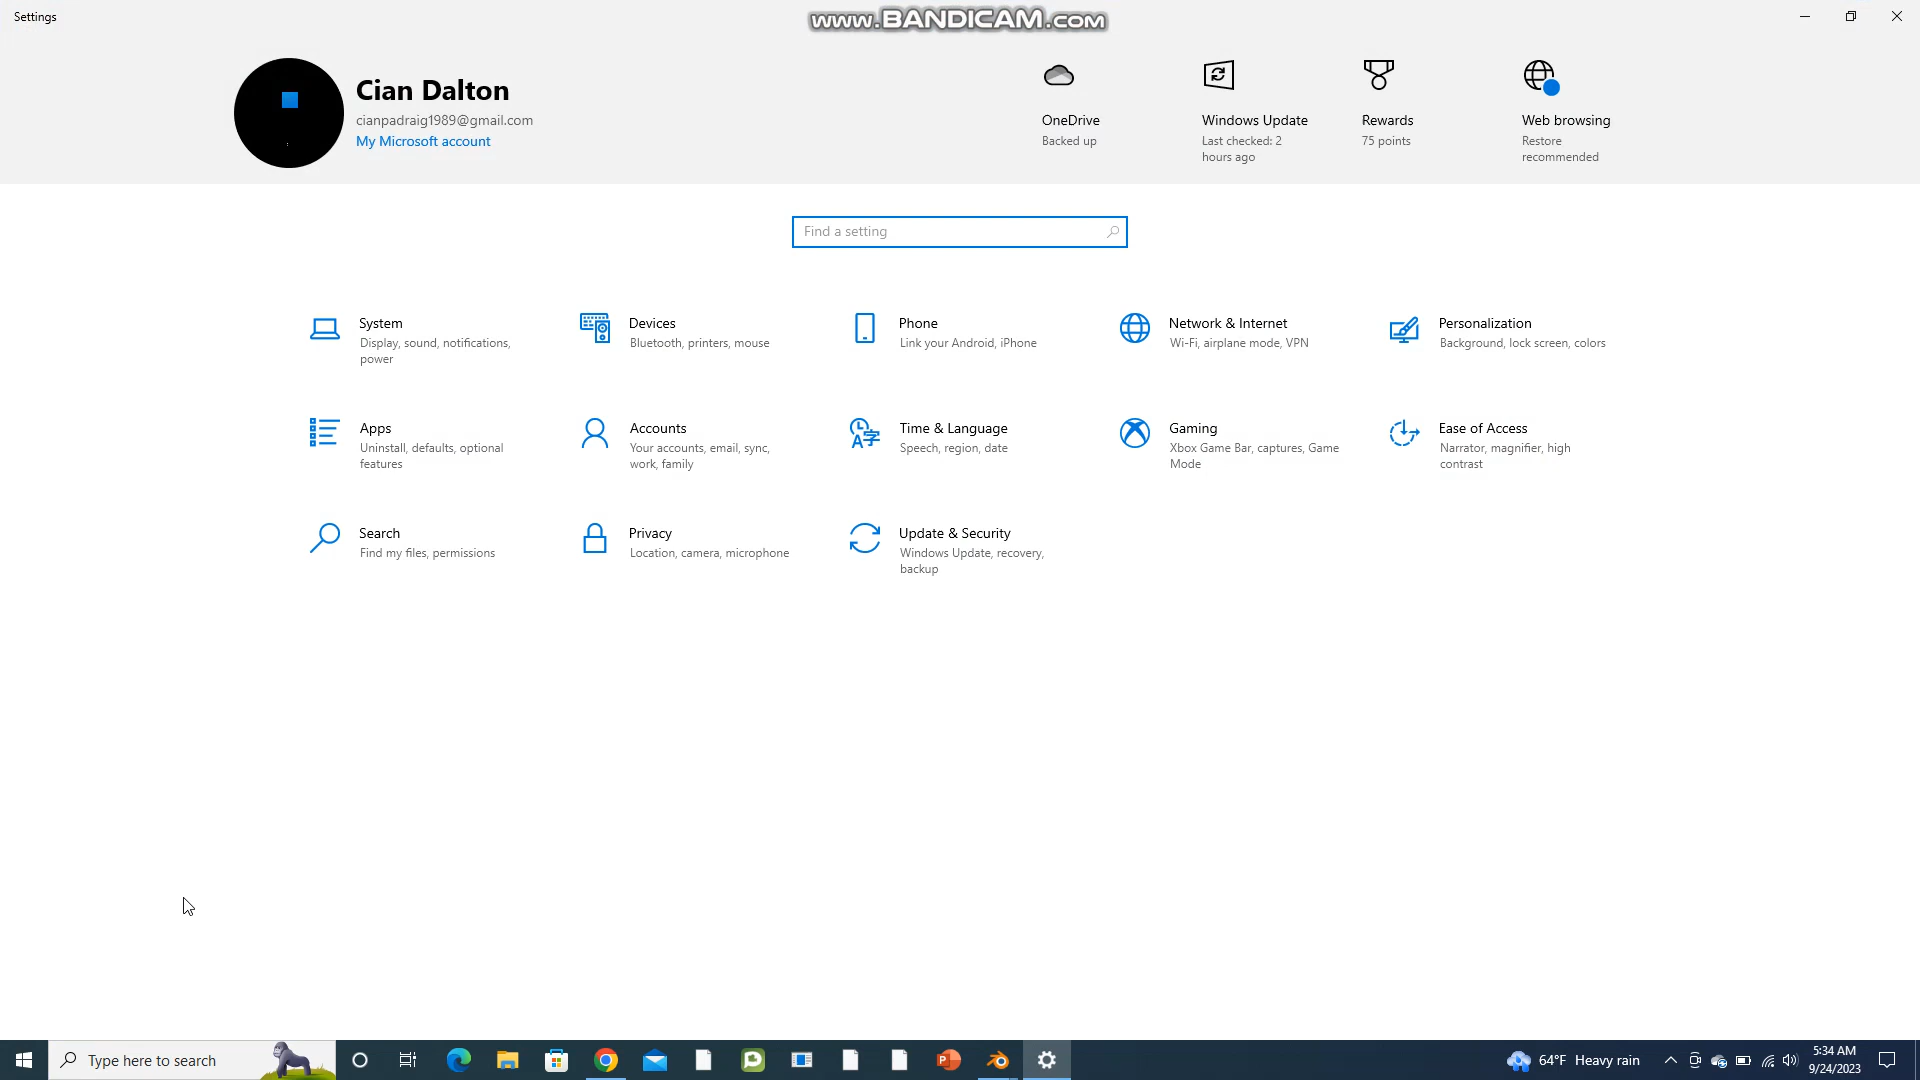 Settings
www.BANDICAM.com
Cian Dalton
cianpadraig1989@gmail.com
My Microsoft account
OneDrive
Backed up
Windows Update
Last checked: 2
hours ago
Rewards
75 points
Web browsing
Restore
recommended
Find a setting
System
Display, sound, notifications,
power
Devices
Bluetooth, printers, mouse
Phone
Link your Android, iPhone
Network & Internet
Wi-Fi, airplane mode, VPN
Personalization
Background, lock screen, colors
Apps
Uninstall, defaults, optional
features
Accounts
Your accounts, email, sync,
work, family
Time & Language
Speech, region, date
Gaming
Xbox Game Bar, captures, Game
Mode
Ease of Access
Narrator, magnifier, high
contrast
Search
Find my files, permissions
Privacy
Location, camera, microphone
Update & Security
Windows Update, recovery,
backup
Type here to search
64°F Heavy rain
5:34 AM
9/24/2023